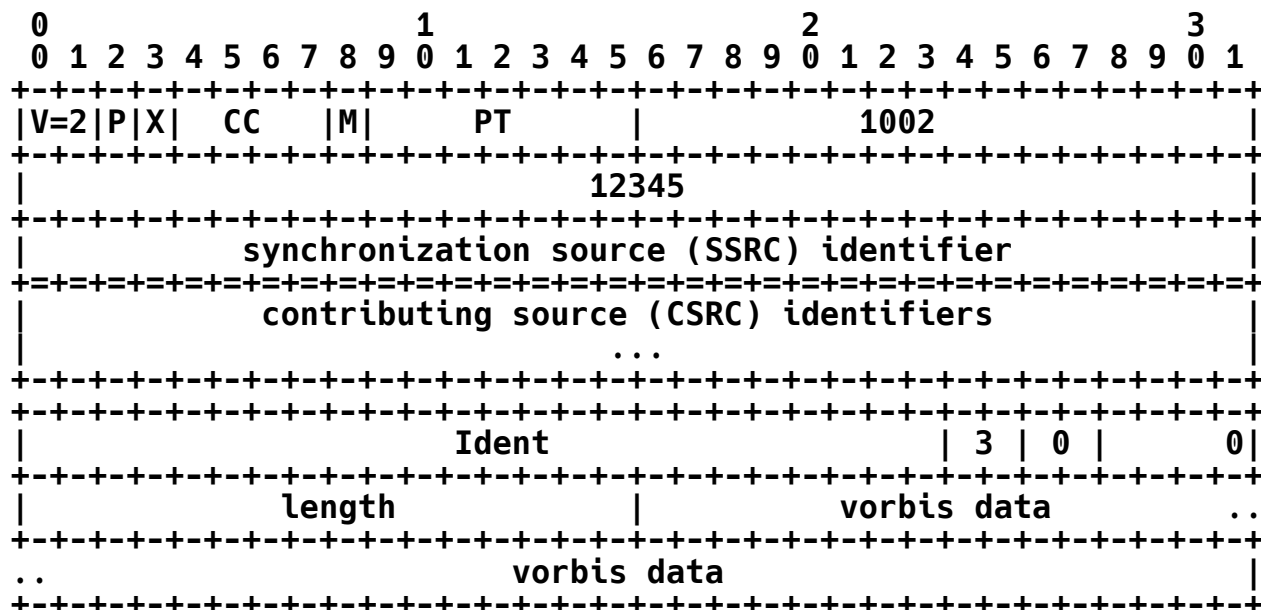 0                   1                   2                   3
 0 1 2 3 4 5 6 7 8 9 0 1 2 3 4 5 6 7 8 9 0 1 2 3 4 5 6 7 8 9 0 1
+-+-+-+-+-+-+-+-+-+-+-+-+-+-+-+-+-+-+-+-+-+-+-+-+-+-+-+-+-+-+-+-+
|V=2|P|X|  CC   |M|     PT      |           1002                |
+-+-+-+-+-+-+-+-+-+-+-+-+-+-+-+-+-+-+-+-+-+-+-+-+-+-+-+-+-+-+-+-+
|                             12345                             |
+-+-+-+-+-+-+-+-+-+-+-+-+-+-+-+-+-+-+-+-+-+-+-+-+-+-+-+-+-+-+-+-+
|           synchronization source (SSRC) identifier            |
+=+=+=+=+=+=+=+=+=+=+=+=+=+=+=+=+=+=+=+=+=+=+=+=+=+=+=+=+=+=+=+=+
|            contributing source (CSRC) identifiers             |
|                              ...                              |
+-+-+-+-+-+-+-+-+-+-+-+-+-+-+-+-+-+-+-+-+-+-+-+-+-+-+-+-+-+-+-+-+
+-+-+-+-+-+-+-+-+-+-+-+-+-+-+-+-+-+-+-+-+-+-+-+-+-+-+-+-+-+-+-+-+
|                      Ident                    | 3 | 0 |      0|
+-+-+-+-+-+-+-+-+-+-+-+-+-+-+-+-+-+-+-+-+-+-+-+-+-+-+-+-+-+-+-+-+
|             length            |          vorbis data         ..
+-+-+-+-+-+-+-+-+-+-+-+-+-+-+-+-+-+-+-+-+-+-+-+-+-+-+-+-+-+-+-+-+
..                        vorbis data                           |
+-+-+-+-+-+-+-+-+-+-+-+-+-+-+-+-+-+-+-+-+-+-+-+-+-+-+-+-+-+-+-+-+